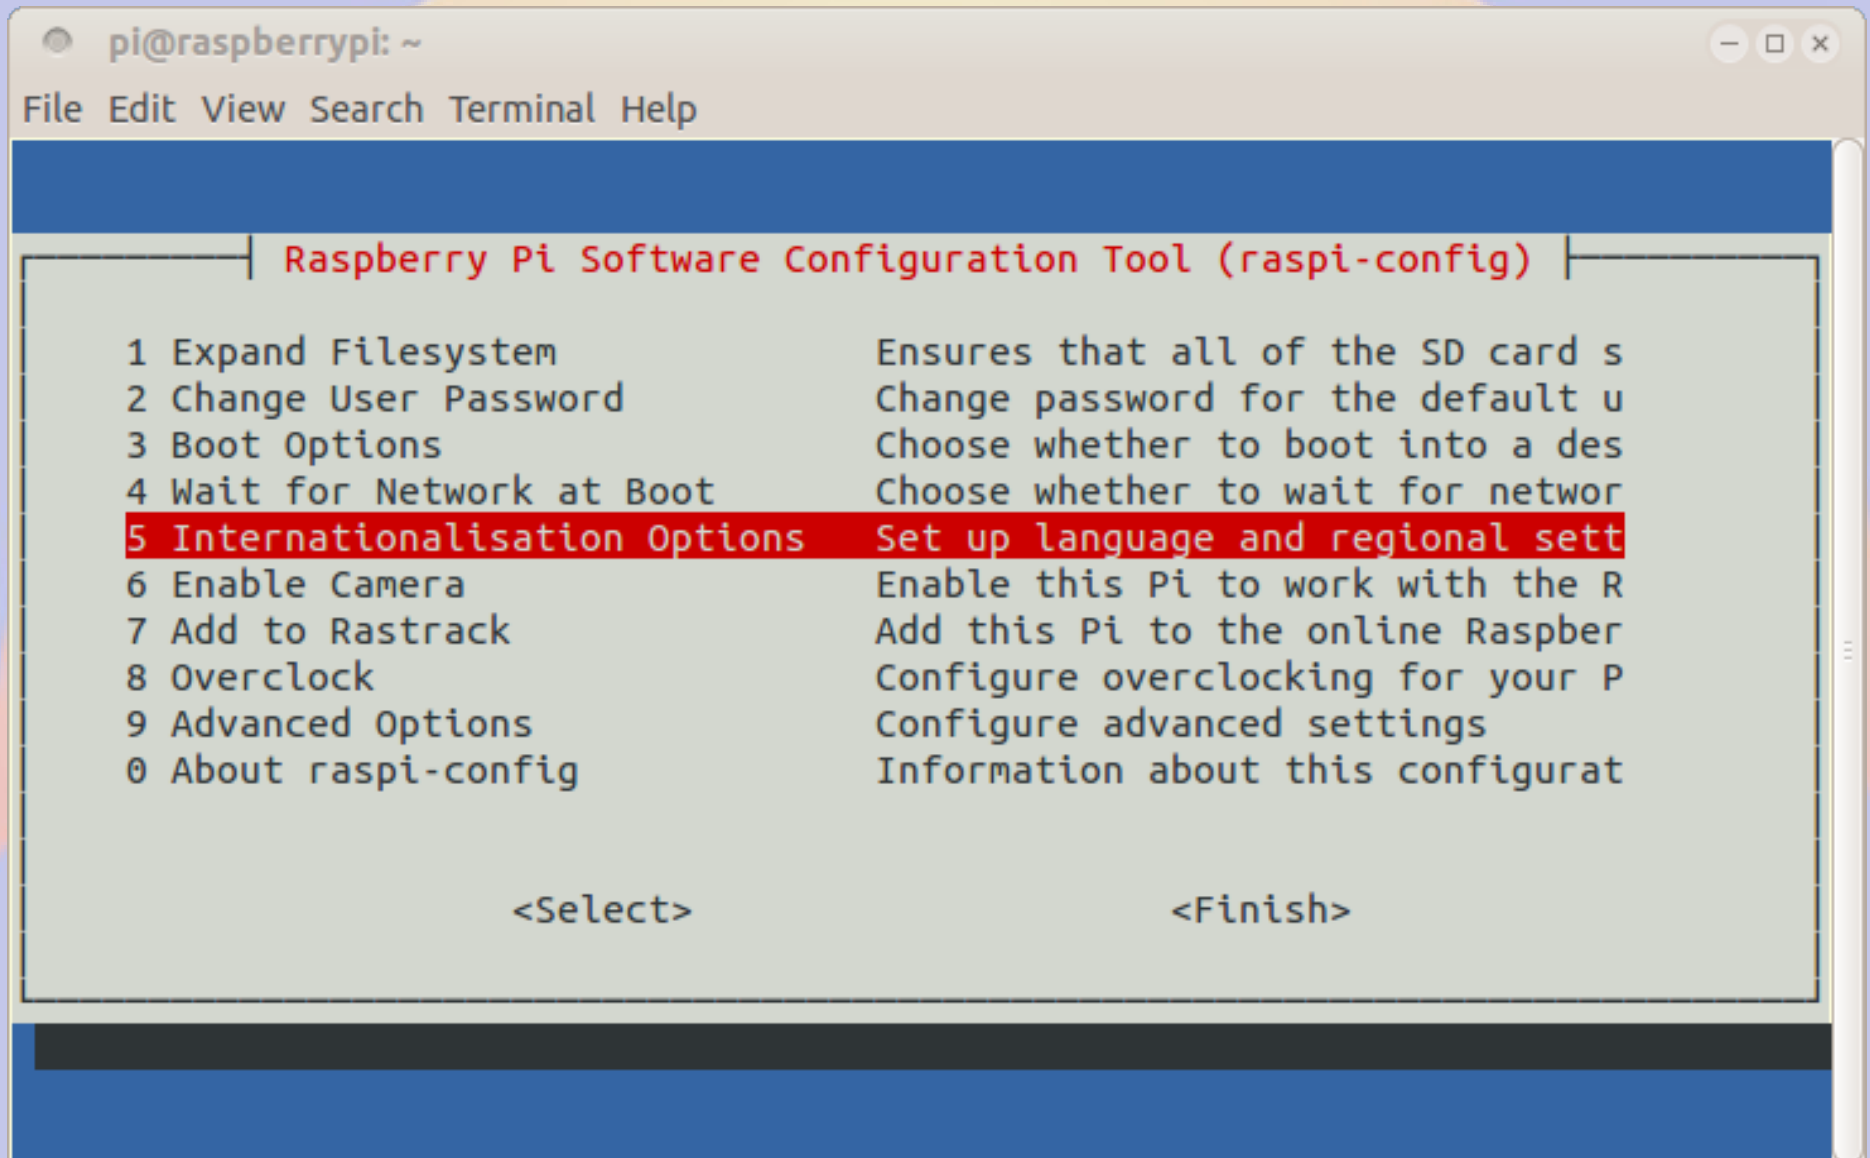 pi@raspberrypi: ~
File Edit View Search Terminal Help
Raspberry Pi Software Configuration Tool (raspi-config)
1 Expand Filesystem Ensures that all of the SD card s
2 Change User Password Change password for the default u
3 Boot Options Choose whether to boot into a des
4 Wait for Network at Boot Choose whether to wait for networ
5 Internationalisation Options Set up language and regional sett
6 Enable Camera Enable this Pi to work with the R
7 Add to Rastrack Add this Pi to the online Raspber
8 Overclock Configure overclocking for your P
9 Advanced Options Configure advanced settings
0 About raspi-config Information about this configurat
<Select> <Finish>